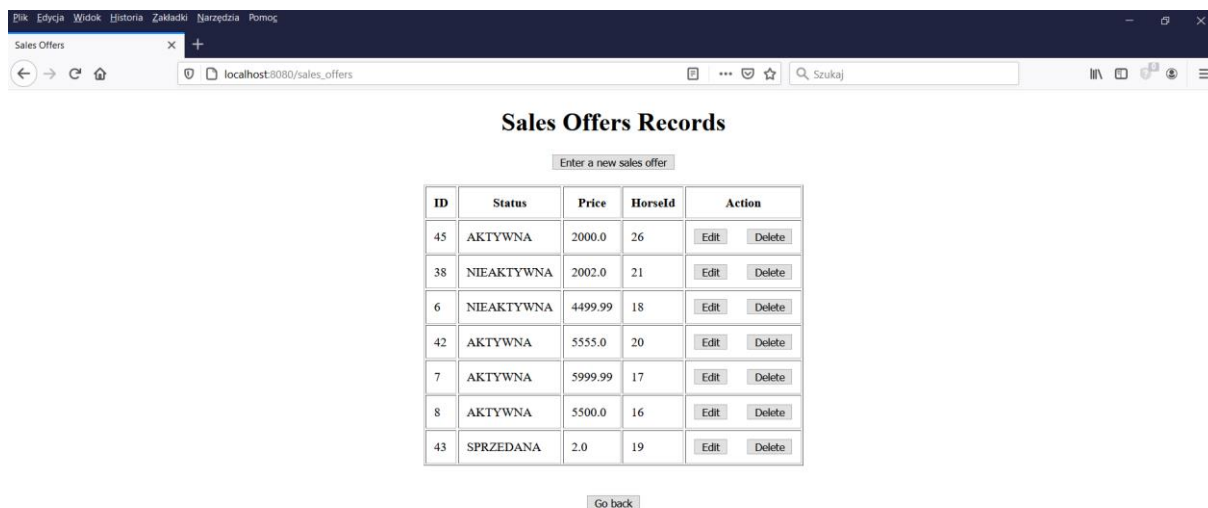 Plik Edycja Widok Historia Zakładki Narzędzia Pomoc
Sales Offers
localhost:8080/sales_offers Szukaj
Sales Offers Records
Enter a new sales offer
ID Status Price HorseId Action
45 AKTYWNA 2000.0 26 Edit Delete
38 NIEAKTYWNA 2002.0 21 Edit Delete
6 NIEAKTYWNA 4499.99 18 Edit Delete
42 AKTYWNA 5555.0 20 Edit Delete
7 AKTYWNA 5999.99 17 Edit Delete
8 AKTYWNA 5500.0 16 Edit Delete
43 SPRZEDANA 2.0 19 Edit Delete
Go back